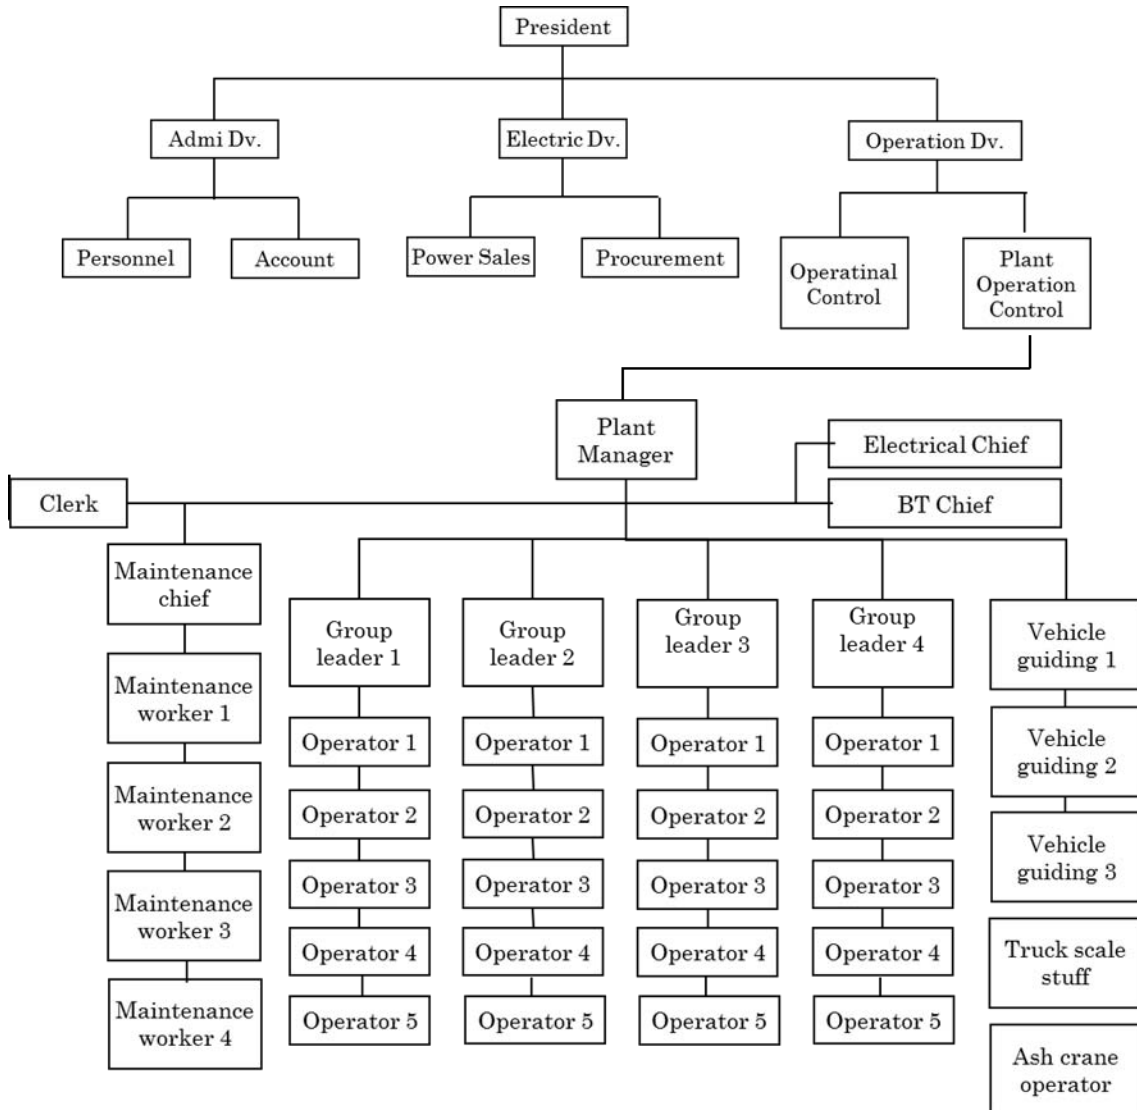 President
Admi Dv.
Electric Dv.
Operation Dv.
Personnel
Account
Power Sales
Procurement
Operatinal
Control
Plant
Operation
Control
Plant
Manager
Electrical Chief
Clerk
BT Chief
Maintenance
chief
Maintenance
worker 1
Maintenance
worker 2
Maintenance
worker 3
Maintenance
worker 4
Group
leader 1
Operator 1
Operator 2
Operator 3
Operator 4
Operator 5
Group
leader 2
Operator 1
Operator 2
Operator 3
Operator 4
Operator 5
Group
leader 3
Operator 1
Operator 2
Operator 3
Operator 4
Operator 5
Group
leader 4
Operator 1
Operator 2
Operator 3
Operator 4
Operator 5
Vehicle
guiding 1
Vehicle
guiding 2
Vehicle
guiding 3
Truck scale
stuff
Ash crane
operator